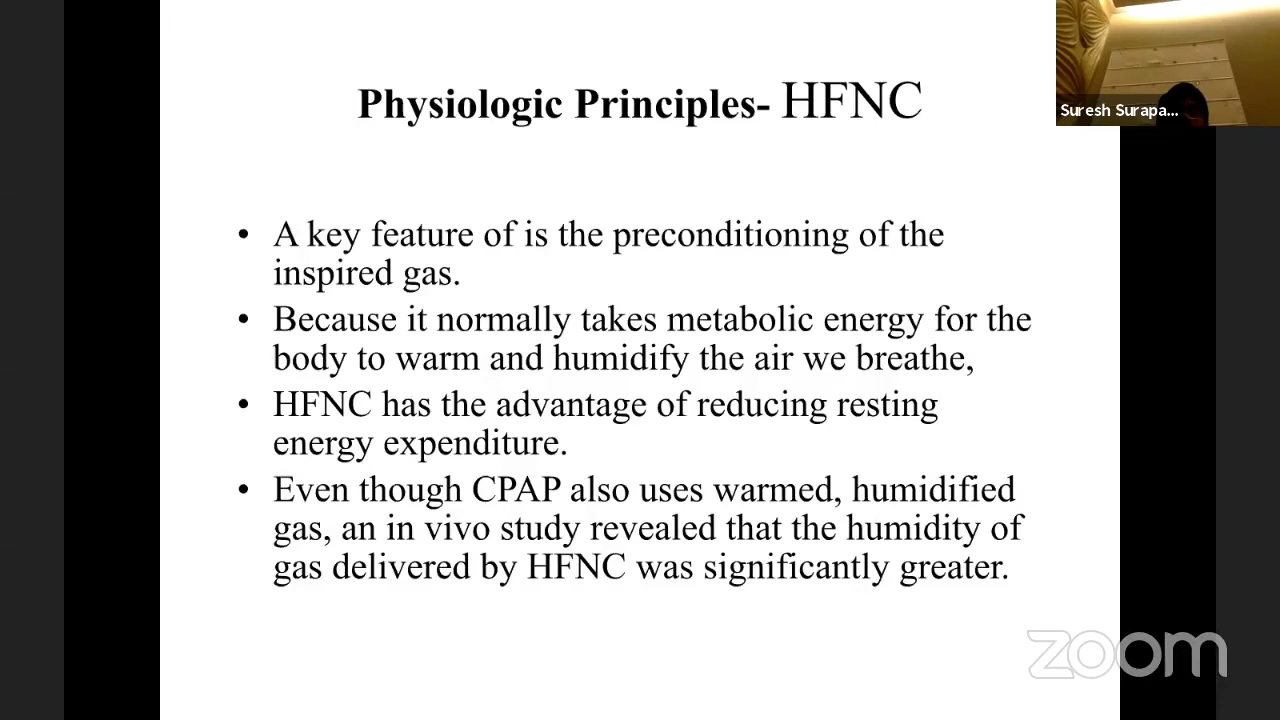 Physiologic Principles- HFNC
Suresh Surapa...
• A key feature of is the preconditioning of the
inspired gas.
• Because it normally takes metabolic energy for the
body to warm and humidify the air we breathe,
• HFNC has the advantage of reducing resting
energy expenditure.
• Even though CPAP also uses warmed, humidified
gas, an in vivo study revealed that the humidity of
gas delivered by HFNC was significantly greater.
zoom